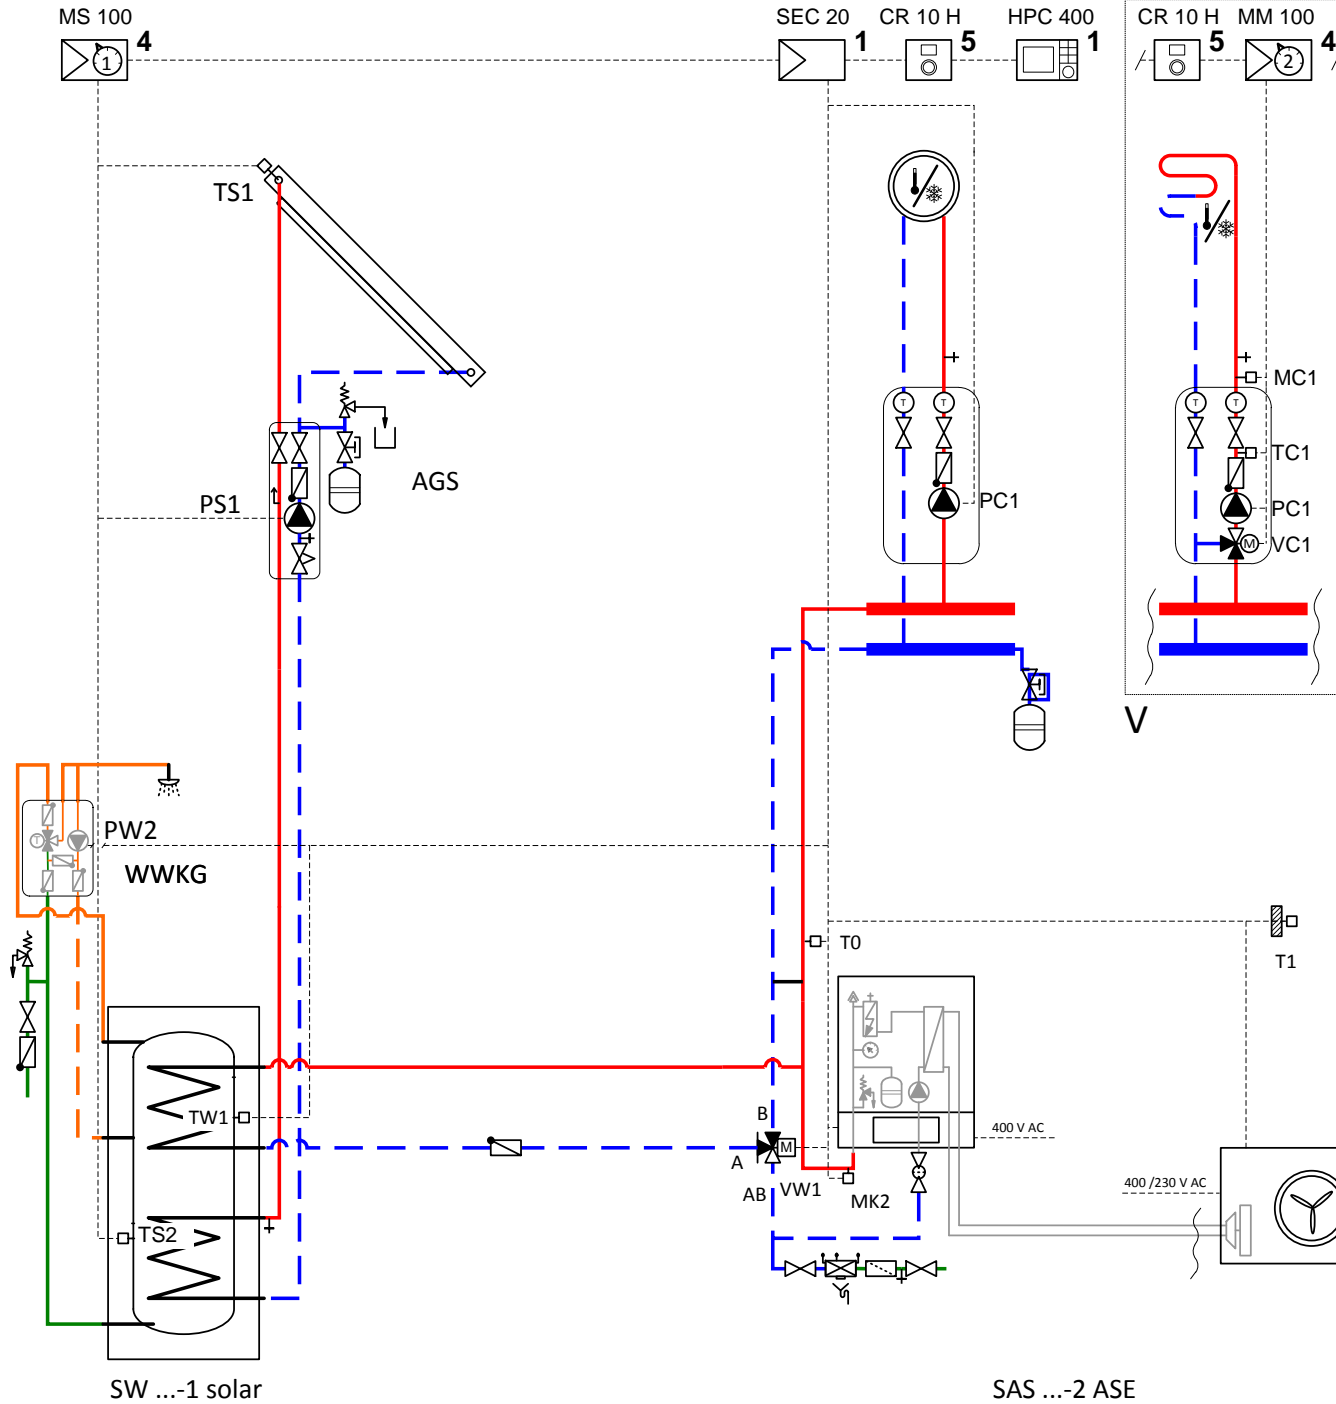 MS 100
SEC 20
CR 10 H
HPC 400
CR 10 H
MM 100
4
1
5
1
5
4
1
2
TS1
MC1
T
T
T
T
TC1
AGS
PS1
PC1
PC1
M
VC1
V
PW2
T
WWKG
T0
T1
TW1
B
400 V AC
M
A
VW1
AB
MK2
400 /230 V AC
TS2
SW ...-1 solar
SAS ...-2 ASE